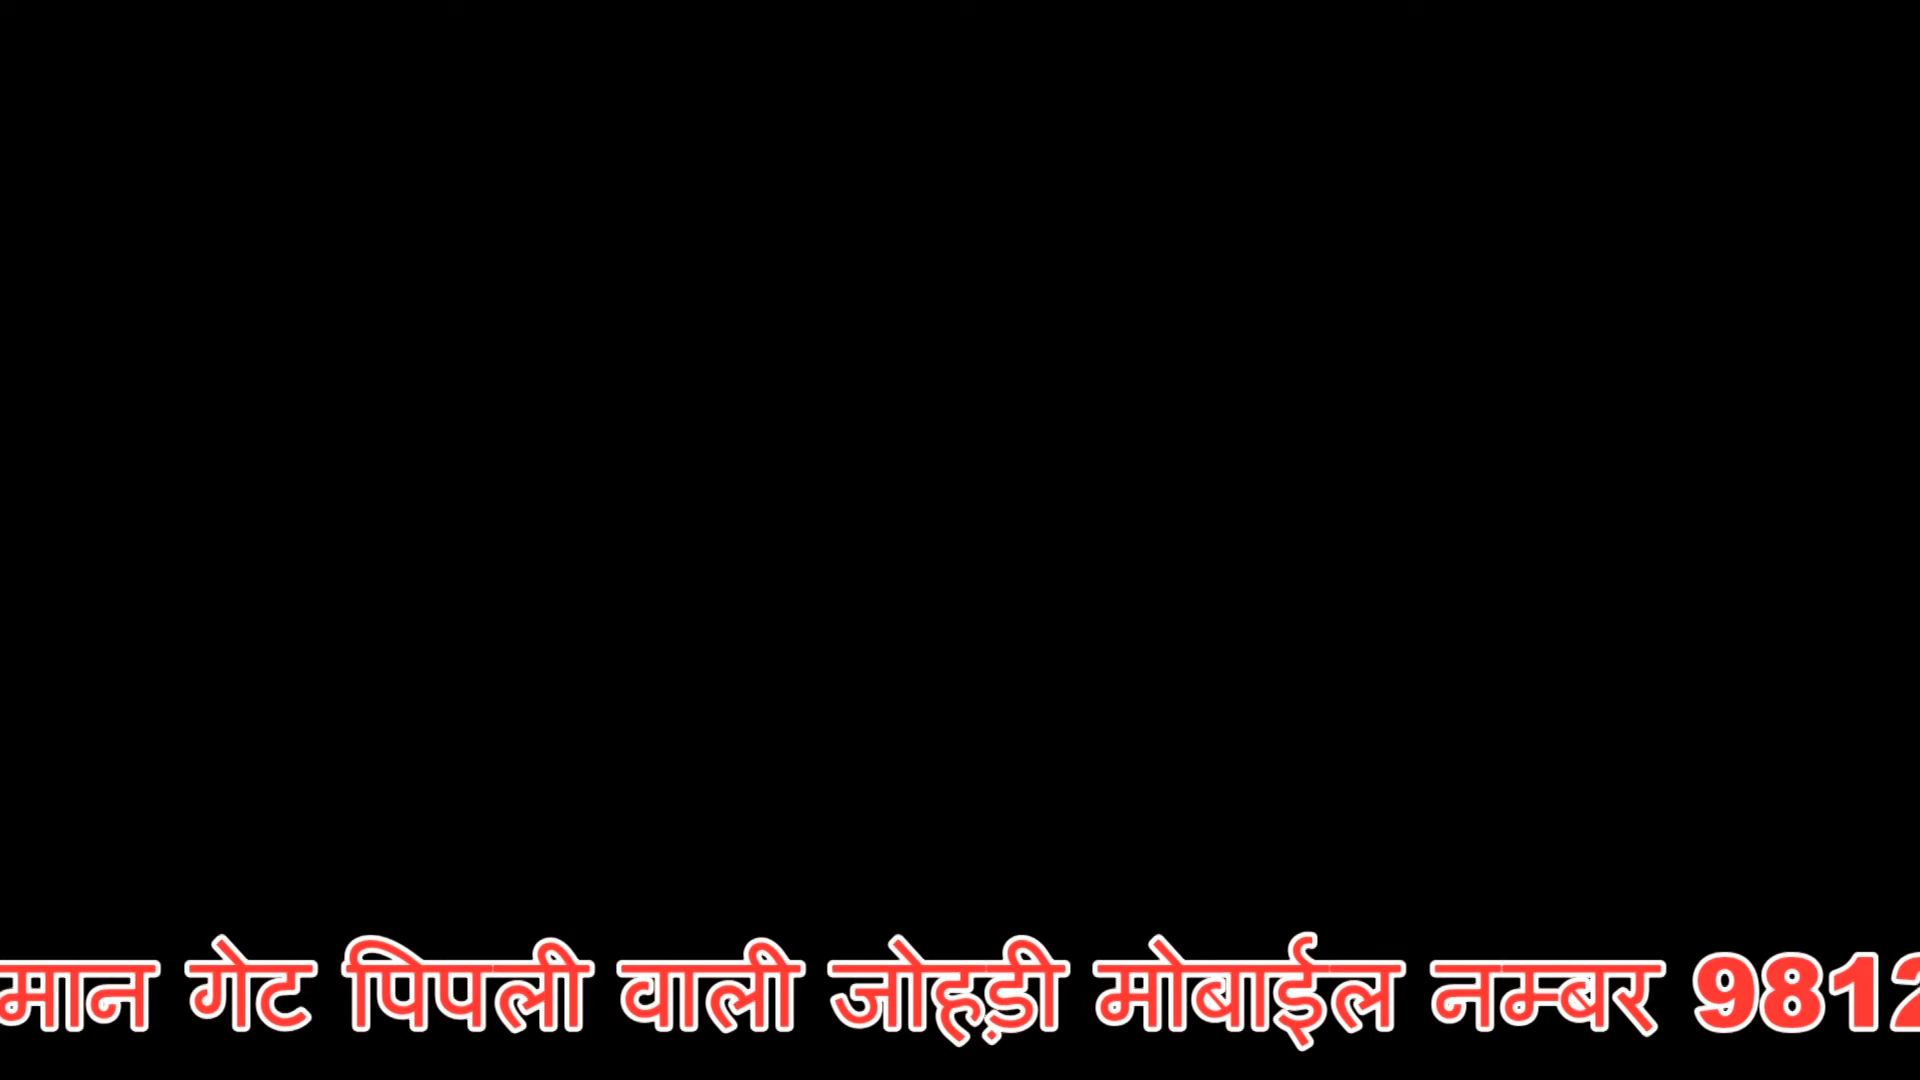 मान गेट पिपली वाली जोहड़ी मोबाईल नम्बर 9812